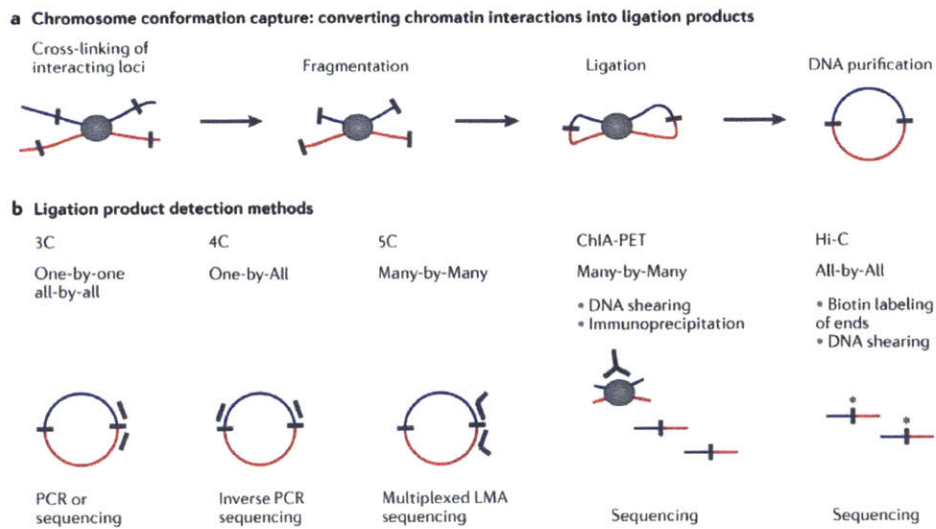 a Chromosome conformation capture: converting chromatin interactions into ligation products
Cross-linking of
interacting loci
Fragmentation
Ligation
DNA purification
b Ligation product detection methods
3C
One-by-one
all-by-all
4C
One-by-All
5C
Many-by-Many
ChIA-PET
Many-by-Many
• DNA shearing
• Immunoprecipitation
Hi-C
All-by-All
• Biotin labeling
of ends
• DNA shearing
*
*
PCR or
sequencing
Inverse PCR
sequencing
Multiplexed LMA
sequencing
Sequencing
Sequencing